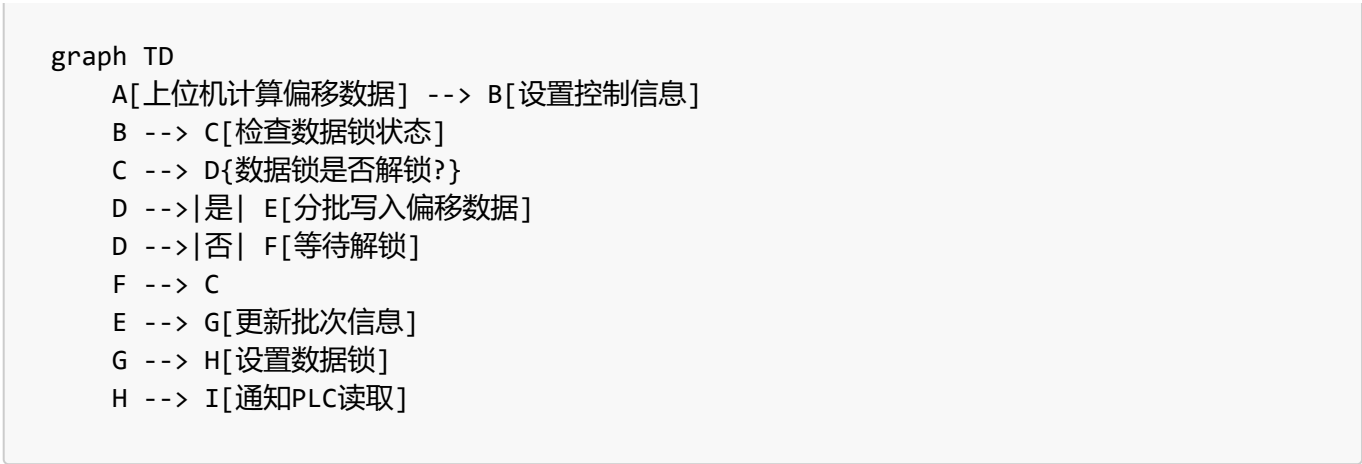 graph TD
    A[上位机计算偏移数据] --> B[设置控制信息]
    B --> C[检查数据锁状态]
    C --> D{数据锁是否解锁?}
    D -->|是| E[分批写入偏移数据]
    D -->|否| F[等待解锁]
    F --> C
    E --> G[更新批次信息]
    G --> H[设置数据锁]
    H --> I[通知PLC读取]